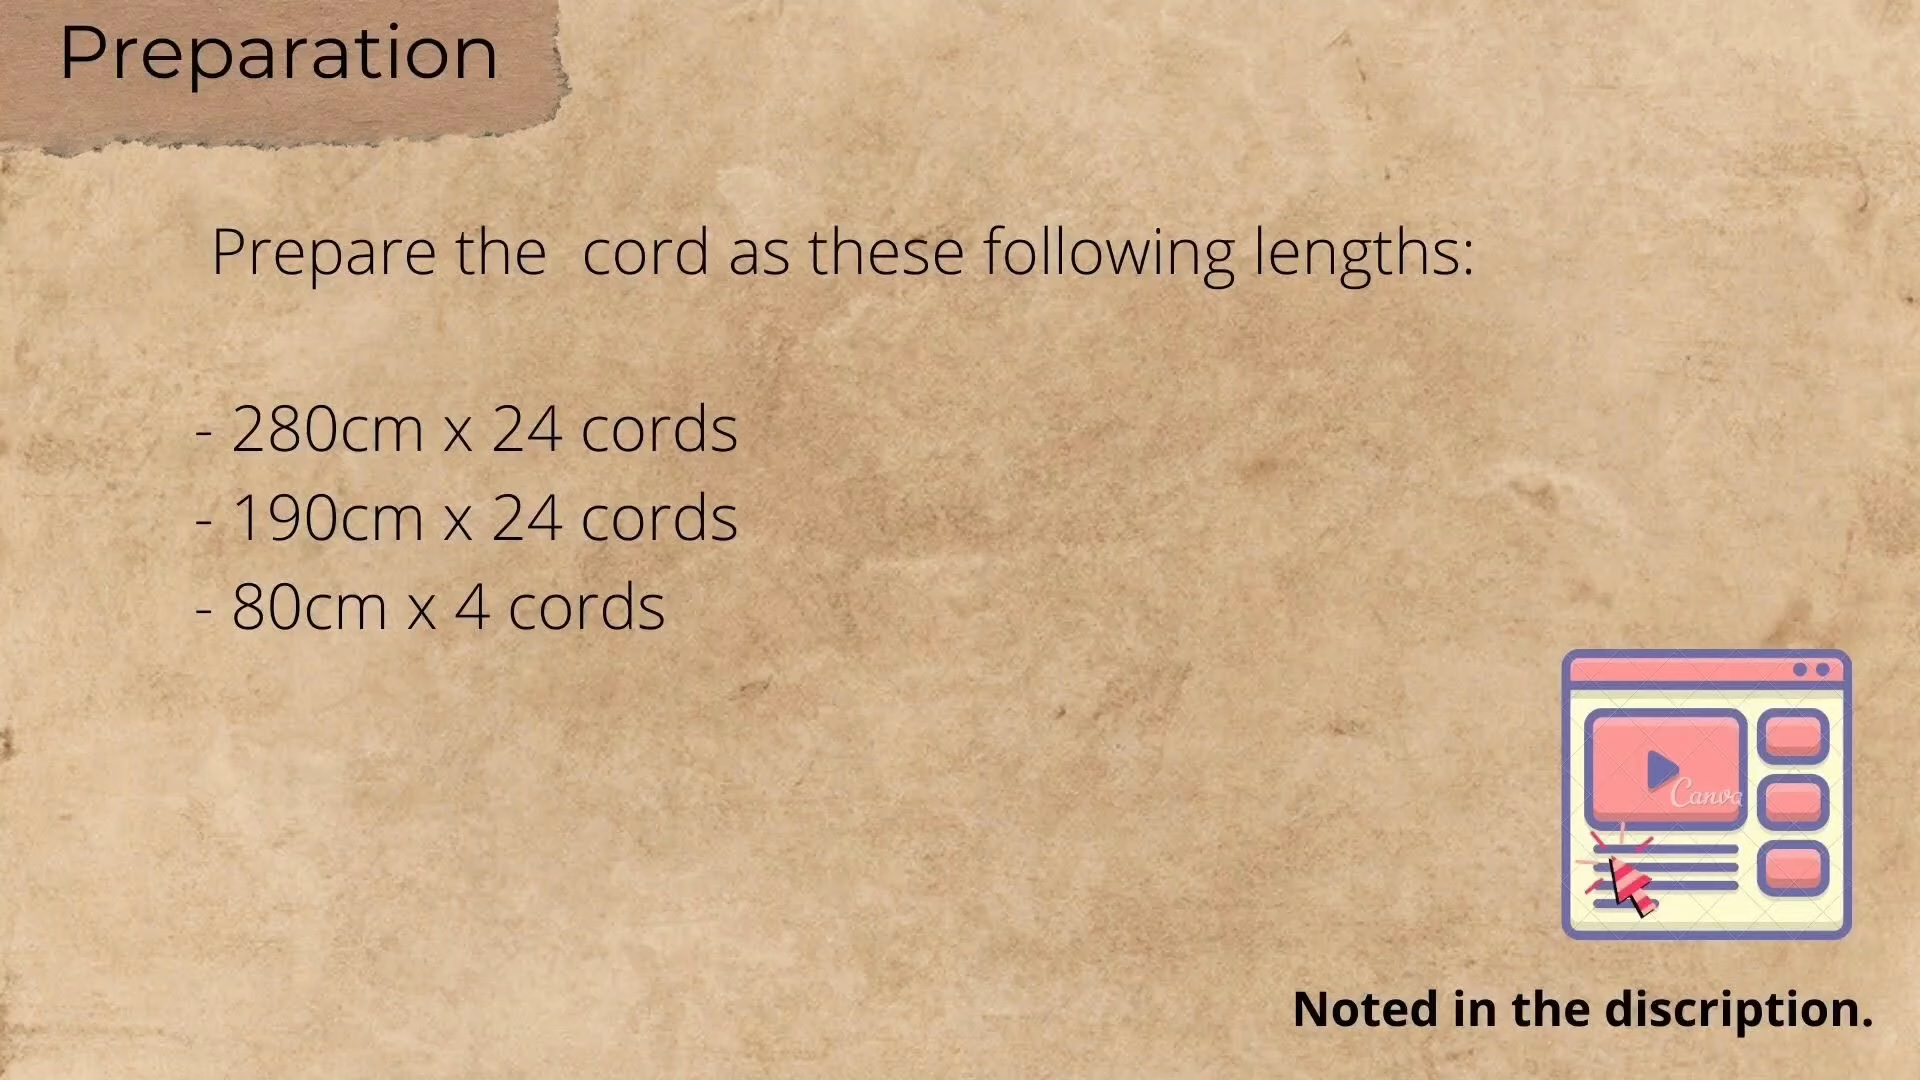 Preparation
Prepare the cord as these following lengths:
- 280cm x 24 cords
- 190cm x 24 cords
- 80cm x 4 cords
Canva
Noted in the discription.